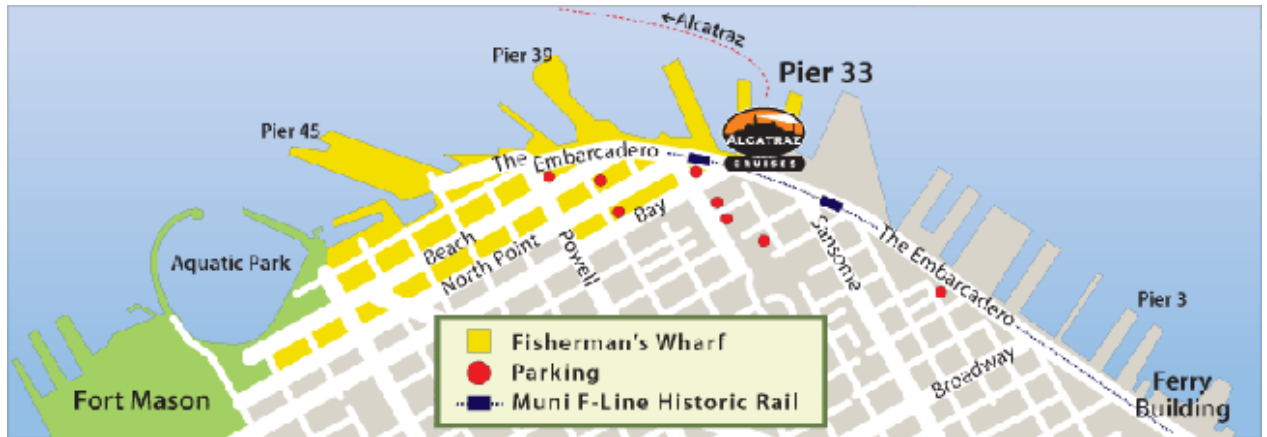 ←Alcatraz
Pier 39
Pier 33
Pier 45
ALCATRAZ
CRUISES
The Embarcadero
Aquatic Park
Beach
North Point
Bay
Powell
Sansome
The Embarcadero
Pier 3
Broadway
Fisherman's Wharf
Parking
Muni F-Line Historic Rail
Fort Mason
Ferry
Building